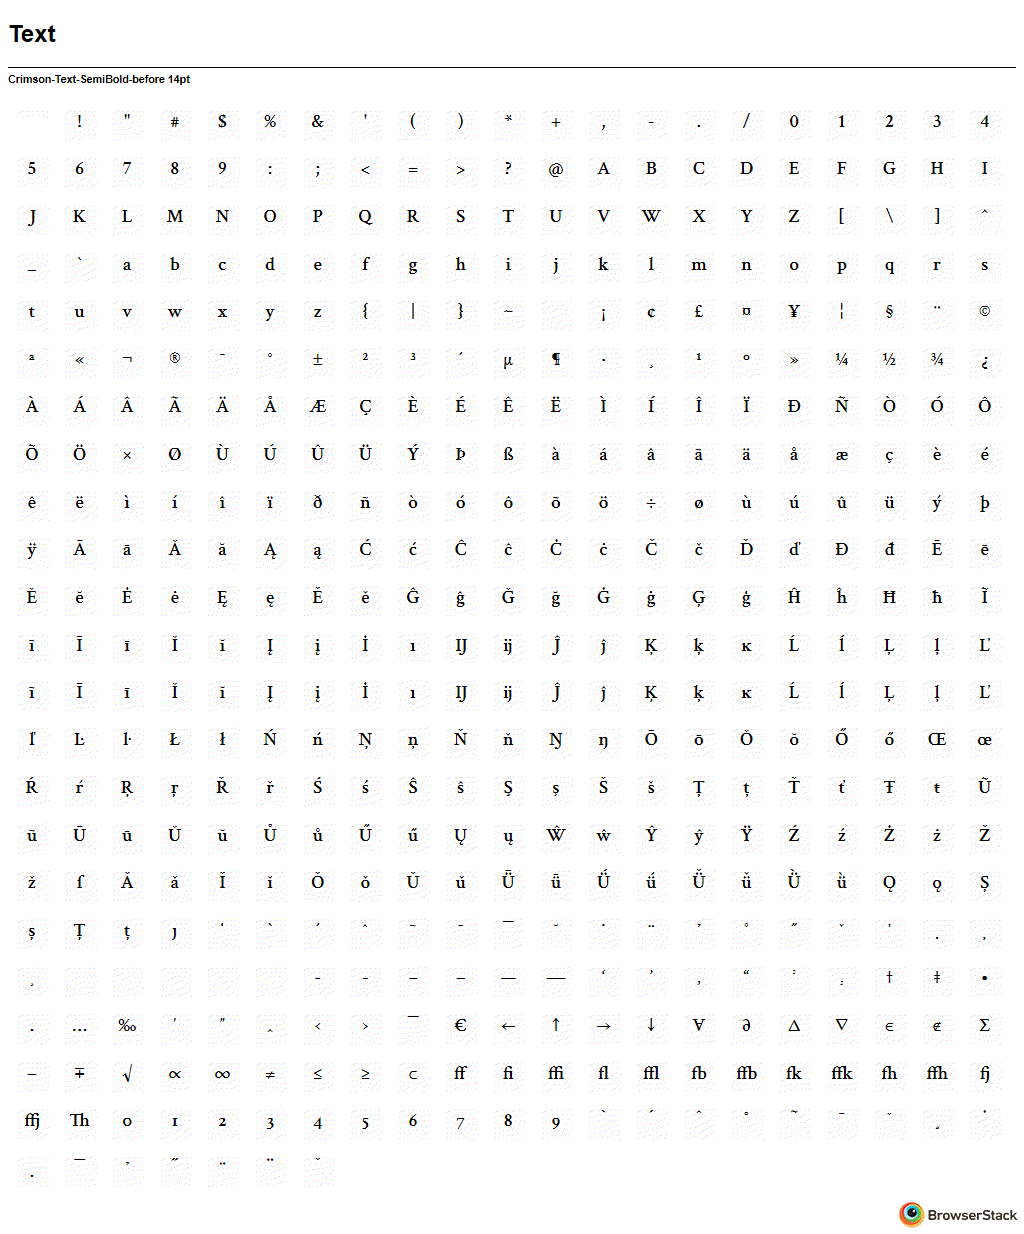 Text
Crimson-Text-SemiBold-before 14pt
! " # $ % & ' ( ) * + , - . / 0 1 2 3 4
5 6 7 8 9 : ; < = > ? @ A B C D E F G H I
J K L M N O P Q R S T U V W X Y Z [ \ ] ^
_ ` a b c d e f g h i j k l m n o p q r s
t u v w x y z { | } ~ ¡ ¢ £ ¤ ¥ ¦ § ¨ ©
ª « ¬ ® ¯ ° ± ² ³ ´ µ ¶ · ¸ ¹ º » ¼ ½ ¾ ¿
À Á Â Ã Ä Å Æ Ç È É Ê Ë Ì Í Î Ï Ð Ñ Ò Ó Ô
Õ Ö × Ø Ù Ú Û Ü Ý Þ ß à á â ã ä å æ ç è é
ê ë ì í î ï ð ñ ò ó ô õ ö ÷ ø ù ú û ü ý þ
ÿ Ā ā Ă ă Ą ą Ć ć Ĉ ĉ Ċ ċ Č č Ď ď Đ đ Ē ē
Ĕ ĕ Ė ė Ę ę Ě ě Ĝ ĝ Ğ ğ Ġ ġ Ģ ģ Ĥ ĥ Ħ ħ Ĩ
ĩ Ī ī Ĭ ĭ Į į İ ı Ĳ ĳ Ĵ ĵ Ķ ķ ĸ Ĺ ĺ Ļ ļ Ľ
ĩ Ī ī Ĭ ĭ Į į İ ı Ĳ ĳ Ĵ ĵ Ķ ķ ĸ Ĺ ĺ Ļ ļ Ľ
ľ Ŀ ŀ Ł ł Ń ń Ņ ņ Ň ň Ŋ ŋ Ō ō Ŏ ŏ Ő ő Œ œ
Ŕ ŕ Ŗ ŗ Ř ř Ś ś Ŝ ŝ Ş ş Š š Ţ ţ Ť ť Ŧ ŧ Ũ
ũ Ū ū Ŭ ŭ Ů ů Ű ű Ų ų Ŵ ŵ Ŷ ŷ Ÿ Ź ź Ż ż Ž
ž ſ Ǎ ǎ Ǐ ǐ Ǒ ǒ Ǔ ǔ Ǖ ǖ Ǘ ǘ Ǚ ǚ Ǜ ǜ Ǫ ǫ Ș
ș Ț ț ȷ
‐ ‑ ‒ – — ― ‘ ’ ‚ “ † ‡ •
. … ‰ ′ ″ ‸ ‹ › ‾ € ← ↑ → ↓ ∀ ∂ ∆ ∇ ∈ ∉ ∑
− ∓ √ ∝ ∞ ≠ ≤ ≥ ⊂ ff fi ffi fl ffl fb ffb fk ffk fh ffh fj
ffj Th 0 1 2 3 4 5 6 7 8 9
BrowserStack